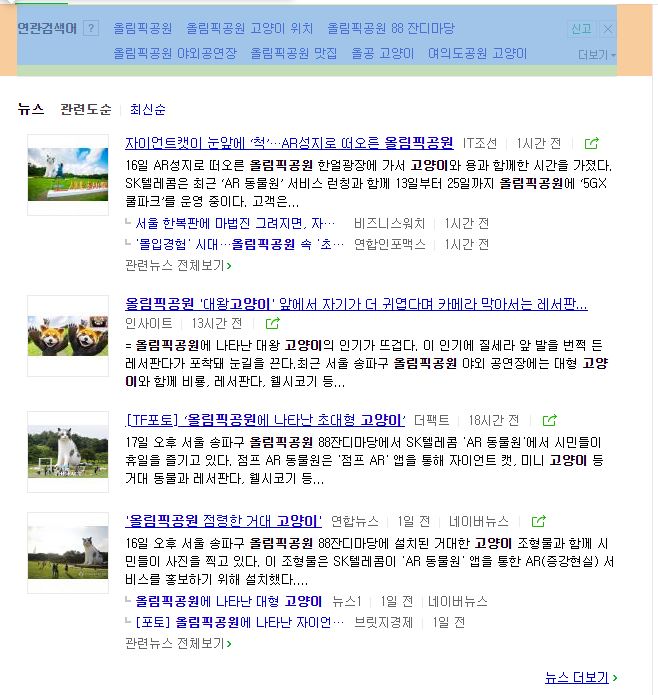 연관검색어 ? 올림픽공원 올림픽공원 고양이 위치 올림픽공원 88 잔디마당 신고 ×
올림픽공원 야외공연장 올림픽공원 맛집 올공 고양이 여의도공원 고양이 더보기
뉴스 관련도순 최신순
자이언트캣이 눈앞에 '척'…AR성지로 떠오른 올림픽공원 IT조선 1시간 전
16일 AR성지로 떠오른 올림픽공원 한얼광장에 가서 고양이와 용과 함께한 시간을 가졌다.
SK텔레콤은 최근 'AR 동물원' 서비스 런칭과 함께 13일부터 25일까지 올림픽공원에 '5GX
쿨파크'를 운영 중이다. 고객은...
서울 한복판에 마법진 그려지면, 자… 비즈니스워치 1시간 전
'몰입경험' 시대…올림픽공원 속 '초… 연합인포맥스 1시간 전
관련뉴스 전체보기
올림픽공원 '대왕고양이' 앞에서 자기가 더 귀엽다며 카메라 막아서는 레서판...
인사이트 13시간 전
= 올림픽공원에 나타난 대왕 고양이의 인기가 뜨겁다. 이 인기에 질세라 앞 발을 번쩍 든
레서판다가 포착돼 눈길을 끈다.최근 서울 송파구 올림픽공원 야외 공연장에는 대형 고양
이와 함께 비룡, 레서판다, 웰시코기 등...
[TF포토] '올림픽공원에 나타난 초대형 고양이' 더팩트 18시간 전
17일 오후 서울 송파구 올림픽공원 88잔디마당에서 SK텔레콤 'AR 동물원'에서 시민들이
휴일을 즐기고 있다. 점프 AR 동물원은 '점프 AR' 앱을 통해 자이언트 캣, 미니 고양이 등
거대 동물과 레서판다, 웰시코기 등...
'올림픽공원 점령한 거대 고양이' 연합뉴스 1일 전 네이버뉴스
16일 오후 서울 송파구 올림픽공원 88잔디마당에 설치된 거대한 고양이 조형물과 함께 시
민들이 사진을 찍고 있다. 이 조형물은 SK텔레콤이 'AR 동물원' 앱을 통한 AR(증강현실) 서
비스를 홍보하기 위해 설치했다....
올림픽공원에 나타난 대형 고양이 뉴스1 1일 전 네이버뉴스
[포토] 올림픽공원에 나타난 자이언… 브릿지경제 1일 전
관련뉴스 전체보기
뉴스 더보기